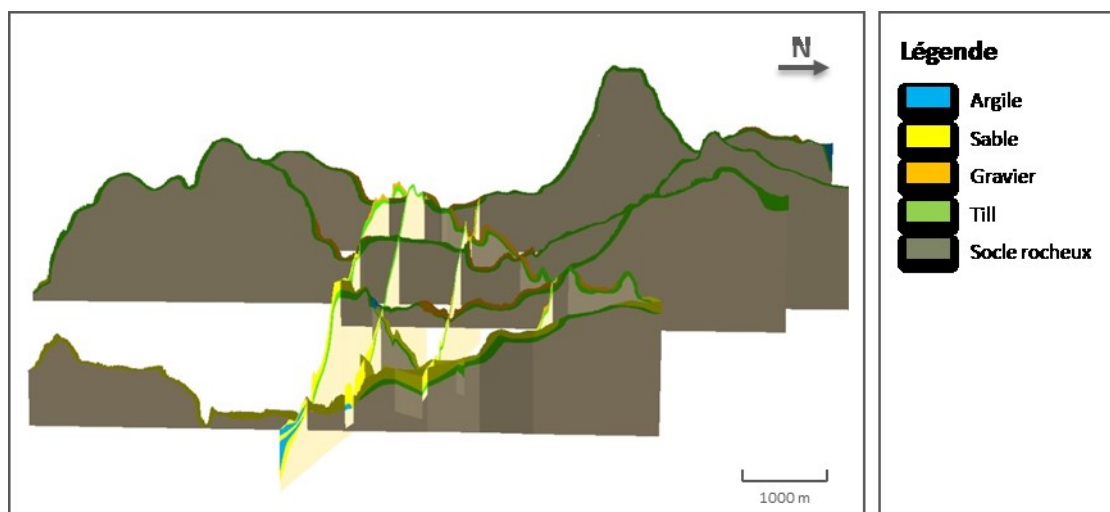 N
1000 m
Légende
Argile
Sable
Gravier
Till
Socle rocheux